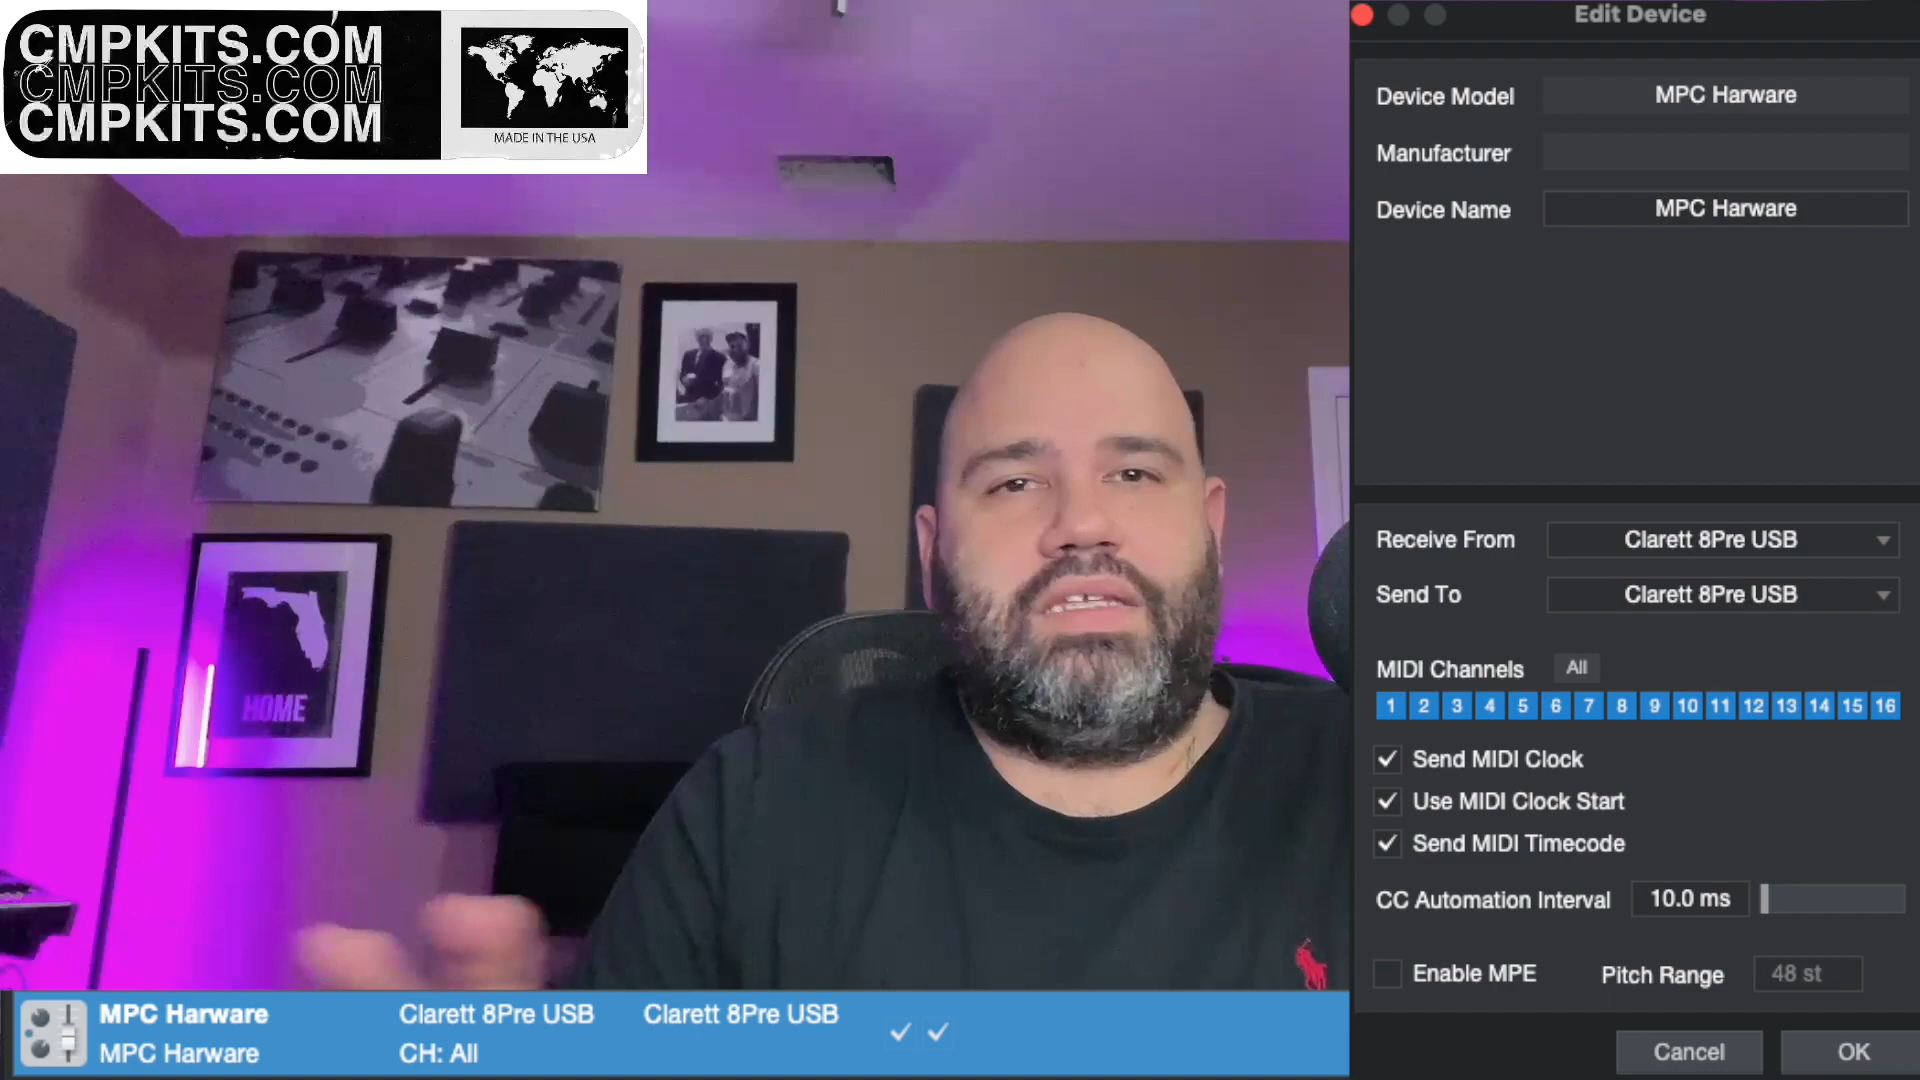 CMPKITS.COM
CMPKITS.COM
CMPKITS.COM
MADE IN THE USA
HOME
Edit Device
Device Model MPC Harware
Manufacturer
Device Name MPC Harware
Receive From Clarett 8Pre USB
Send To Clarett 8Pre USB
MIDI Channels All
1 2 3 4 5 6 7 8 9 10 11 12 13 14 15 16
Send MIDI Clock
Use MIDI Clock Start
Send MIDI Timecode
CC Automation Interval 10.0 ms
Enable MPE Pitch Range 48 st
Cancel OK
MPC Harware Clarett 8Pre USB Clarett 8Pre USB
MPC Harware CH: All